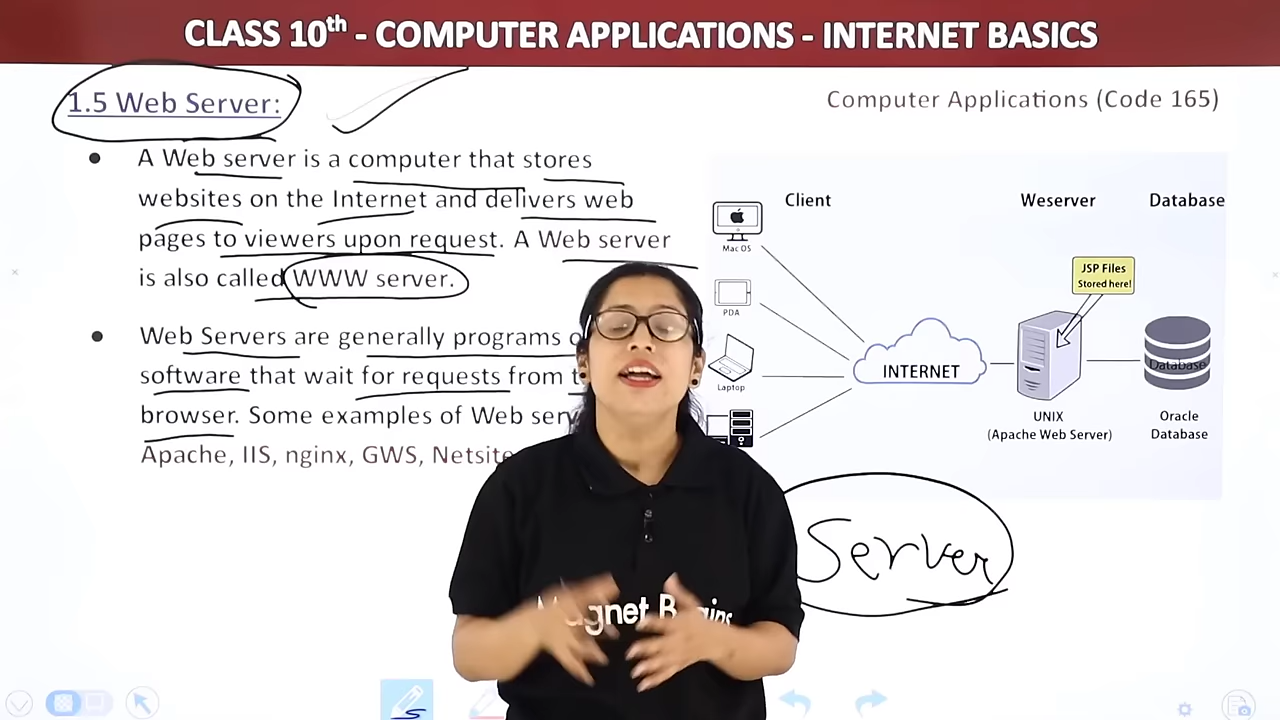 CLASS 10th - COMPUTER APPLICATIONS - INTERNET BASICS
1.5 Web Server:
Computer Applications (Code 165)
A Web server is a computer that stores
websites on the Internet and delivers web
pages to viewers upon request. A Web server
is also called WWW server.
Web Servers are generally programs
software that wait for requests from
browser. Some examples of Web
Apache, IIS, nginx, GWS, Netsite
Client
Weserver
Database
Mac OS
PDA
Laptop
INTERNET
JSP Files
Stored here!
UNIX
(Apache Web Server)
Database
Oracle
Database
Server
Magnet